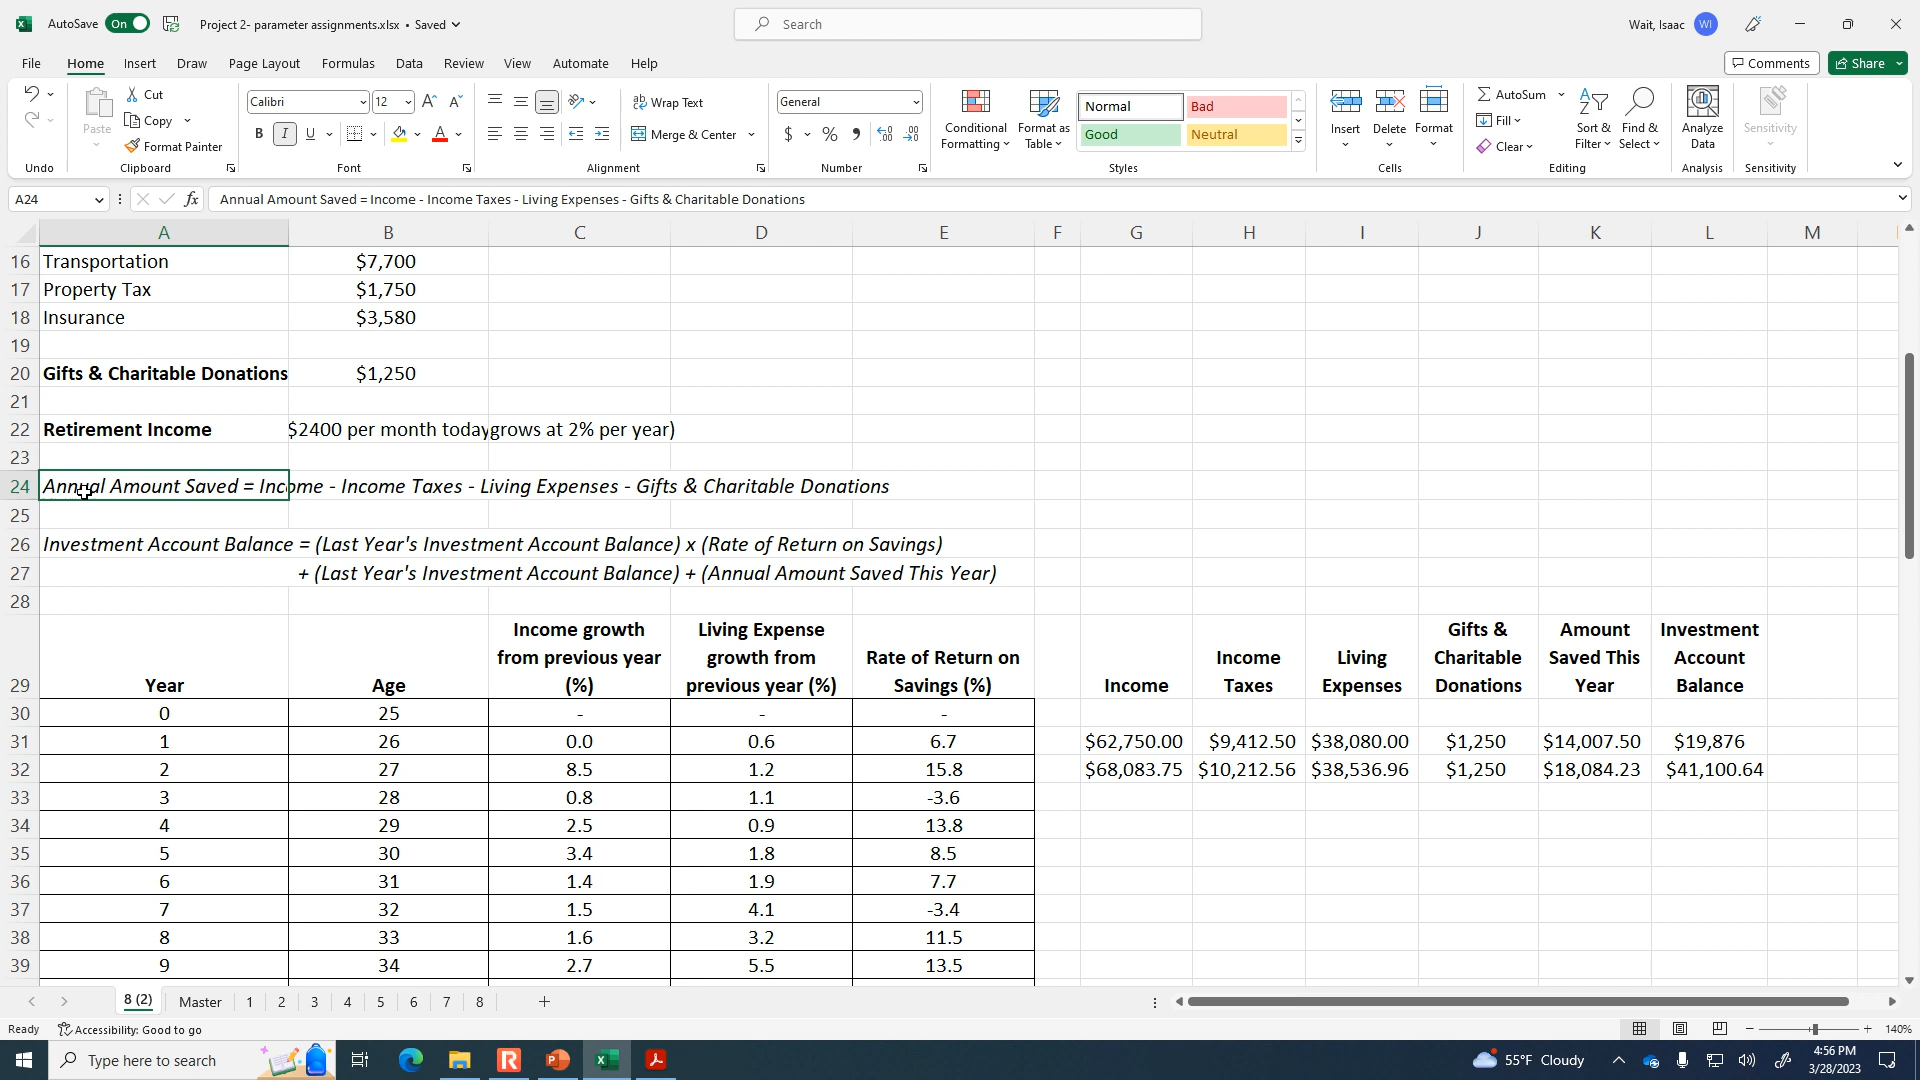 AutoSave On Project 2- parameter assignments.xlsx • Saved Search Wait, Isaac WI
File Home Insert Draw Page Layout Formulas Data Review View Automate Help Comments Share
Paste Cut Copy Format Painter
Calibri 12 B I U
Wrap Text Merge & Center
General $ % 9
Conditional Formatting Format as Table
Normal Bad
Good Neutral
Insert Delete Format
AutoSum Fill Clear
Sort & Filter Find & Select
Analyze Data Sensitivity
Undo Clipboard Font Alignment Number Styles Cells Editing Analysis Sensitivity
A24 fx Annual Amount Saved = Income - Income Taxes - Living Expenses - Gifts & Charitable Donations
A B C D E F G H I J K L M
16 Transportation $7,700
17 Property Tax $1,750
18 Insurance $3,580
19
20 Gifts & Charitable Donations $1,250
21
22 Retirement Income $2400 per month today grows at 2% per year)
23
24 Annual Amount Saved = Income - Income Taxes - Living Expenses - Gifts & Charitable Donations
25
26 Investment Account Balance = (Last Year's Investment Account Balance) x (Rate of Return on Savings)
27 + (Last Year's Investment Account Balance) + (Annual Amount Saved This Year)
28
29 Year Age Income growth from previous year (%) Living Expense growth from previous year (%) Rate of Return on Savings (%) Income Income Taxes Living Expenses Gifts & Charitable Donations Amount Saved This Year Investment Account Balance
30 0 25 - - -
31 1 26 0.0 0.6 6.7 $62,750.00 $9,412.50 $38,080.00 $1,250 $14,007.50 $19,876
32 2 27 8.5 1.2 15.8 $68,083.75 $10,212.56 $38,536.96 $1,250 $18,084.23 $41,100.64
33 3 28 0.8 1.1 -3.6
34 4 29 2.5 0.9 13.8
35 5 30 3.4 1.8 8.5
36 6 31 1.4 1.9 7.7
37 7 32 1.5 4.1 -3.4
38 8 33 1.6 3.2 11.5
39 9 34 2.7 5.5 13.5
8 (2) Master 1 2 3 4 5 6 7 8
Ready Accessibility: Good to go 140%
Type here to search 55°F Cloudy 4:56 PM
3/28/2023